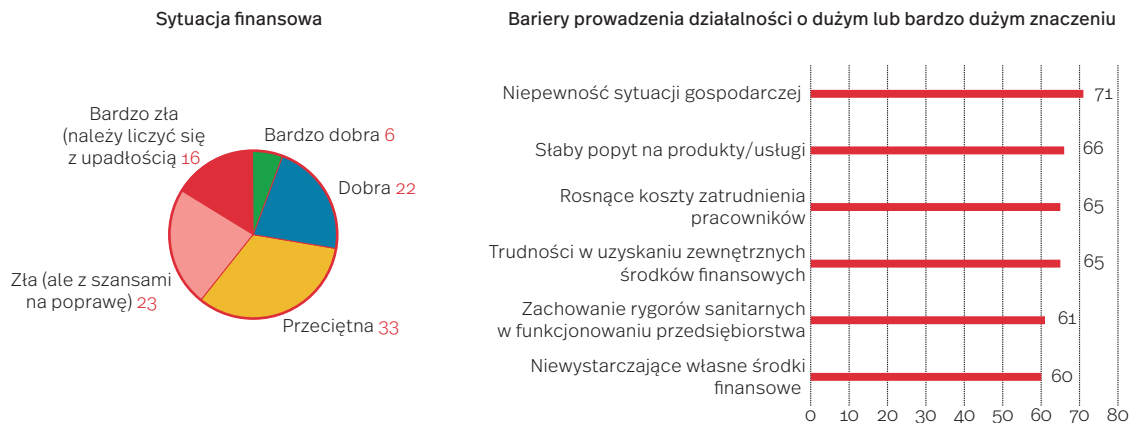 Sytuacja finansowa
Bardzo zła
(należy liczyć się
z upadłością 16
Bardzo dobra 6
Dobra 22
Zła (ale z szansami
na poprawę) 23
Przeciętna 33
Bariery prowadzenia działalności o dużym lub bardzo dużym znaczeniu
Niepewność sytuacji gospodarczej 71
Słaby popyt na produkty/usługi 66
Rosnące koszty zatrudnienia
pracowników 65
Trudności w uzyskaniu zewnętrznych
środków finansowych 65
Zachowanie rygorów sanitarnych
w funkcjonowaniu przedsiębiorstwa 61
Niewystarczające własne środki
finansowe 60
0 10 20 30 40 50 60 70 80